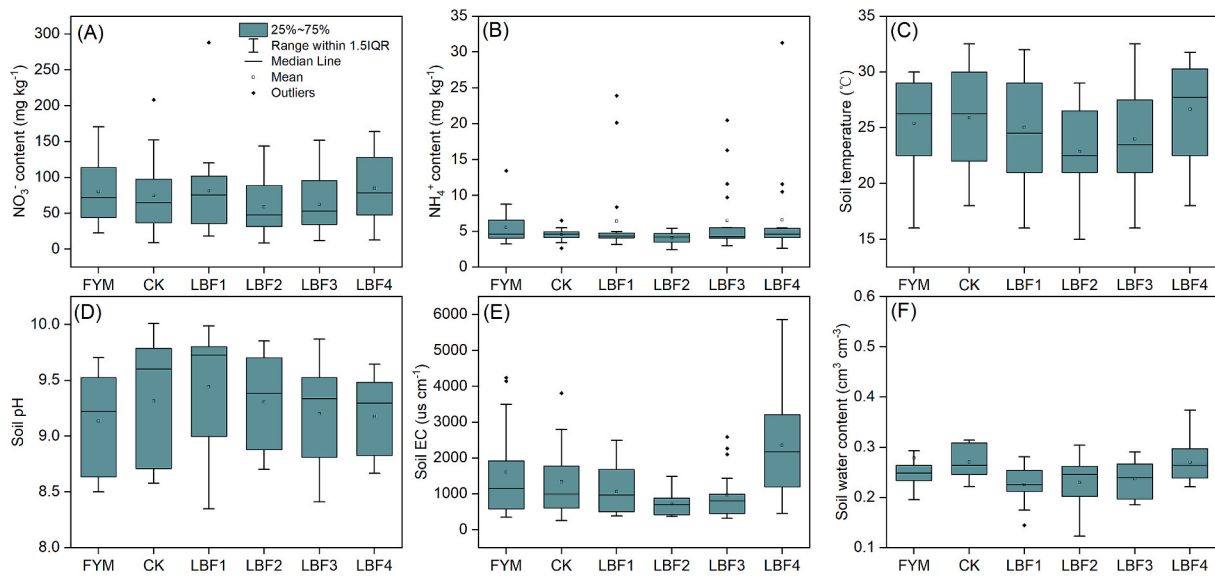 (A)
25%~75%
Range within 1.5IQR
Median Line
Mean
Outliers
NO₃⁻ content (mg kg⁻¹)
300
250
200
150
100
50
0
FYM CK LBF1 LBF2 LBF3 LBF4
(B)
NH₄⁺ content (mg kg⁻¹)
35
30
25
20
15
10
5
0
FYM CK LBF1 LBF2 LBF3 LBF4
(C)
Soil temperature (℃)
35
30
25
20
15
FYM CK LBF1 LBF2 LBF3 LBF4
(D)
Soil pH
10.0
9.5
9.0
8.5
8.0
FYM CK LBF1 LBF2 LBF3 LBF4
(E)
Soil EC (us cm⁻¹)
6000
5000
4000
3000
2000
1000
0
FYM CK LBF1 LBF2 LBF3 LBF4
(F)
Soil water content (cm³ cm⁻³)
0.6
0.5
0.4
0.3
0.2
0.1
FYM CK LBF1 LBF2 LBF3 LBF4